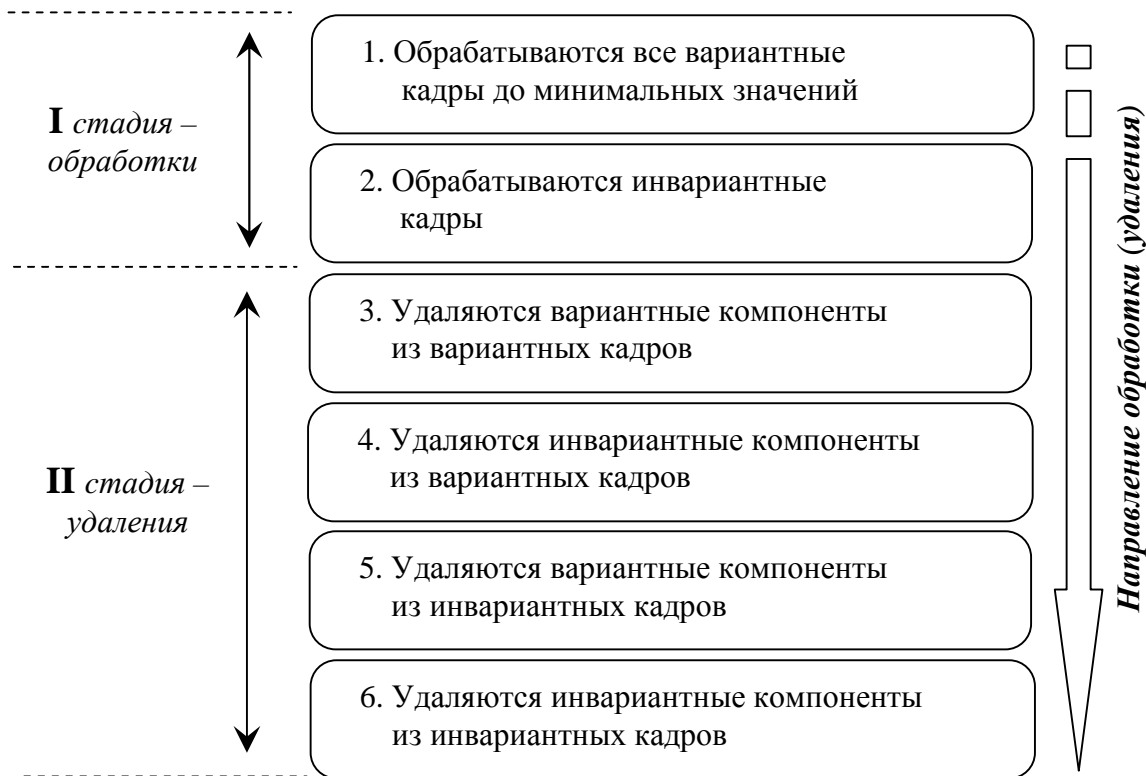 I стадия –
обработки
1. Обрабатываются все вариантные
кадры до минимальных значений
2. Обрабатываются инвариантные
кадры
II стадия –
удаления
3. Удаляются вариантные компоненты
из вариантных кадров
4. Удаляются инвариантные компоненты
из вариантных кадров
5. Удаляются вариантные компоненты
из инвариантных кадров
6. Удаляются инвариантные компоненты
из инвариантных кадров
Направление обработки (удаления)